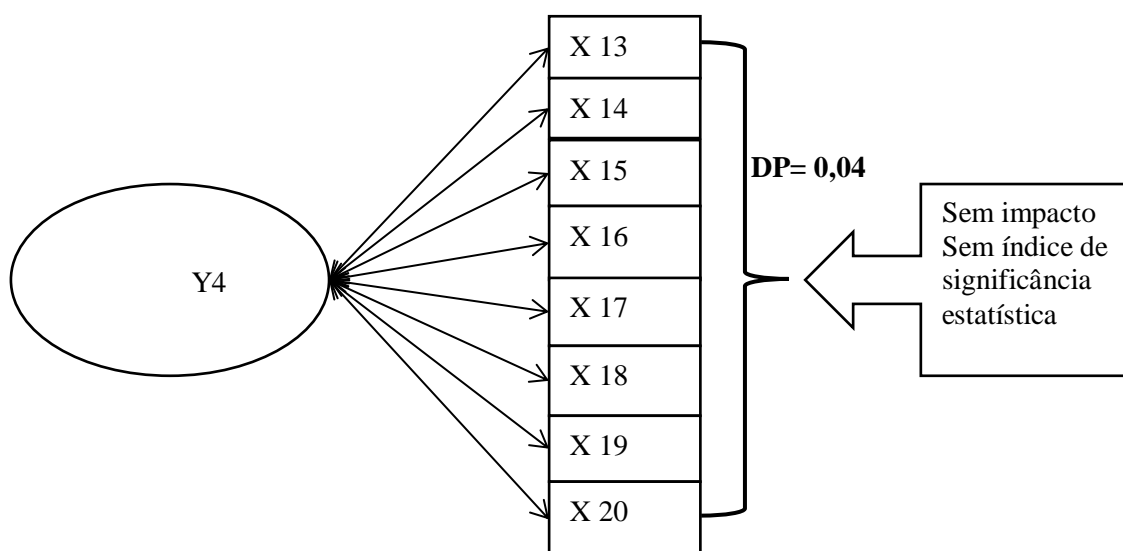 X 13
X 14
X 15
X 16
X 17
X 18
X 19
X 20
Y4
DP= 0,04
Sem impacto
Sem índice de
significância
estatística